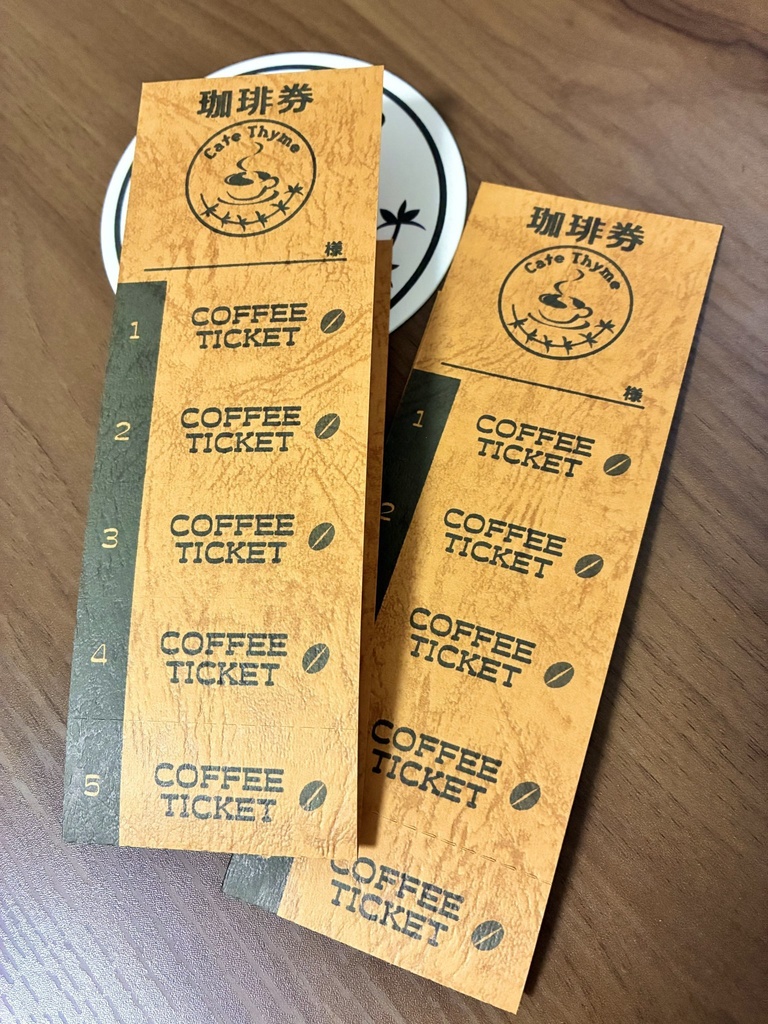 珈琲券
Cafe Thyme
様
1
COFFEE
TICKET
2
COFFEE
TICKET
3
COFFEE
TICKET
4
COFFEE
TICKET
5
COFFEE
TICKET
珈琲券
Cafe Thyme
様
1
COFFEE
TICKET
2
COFFEE
TICKET
COFFEE
TICKET
COFFEE
TICKET
COFFEE
TICKET